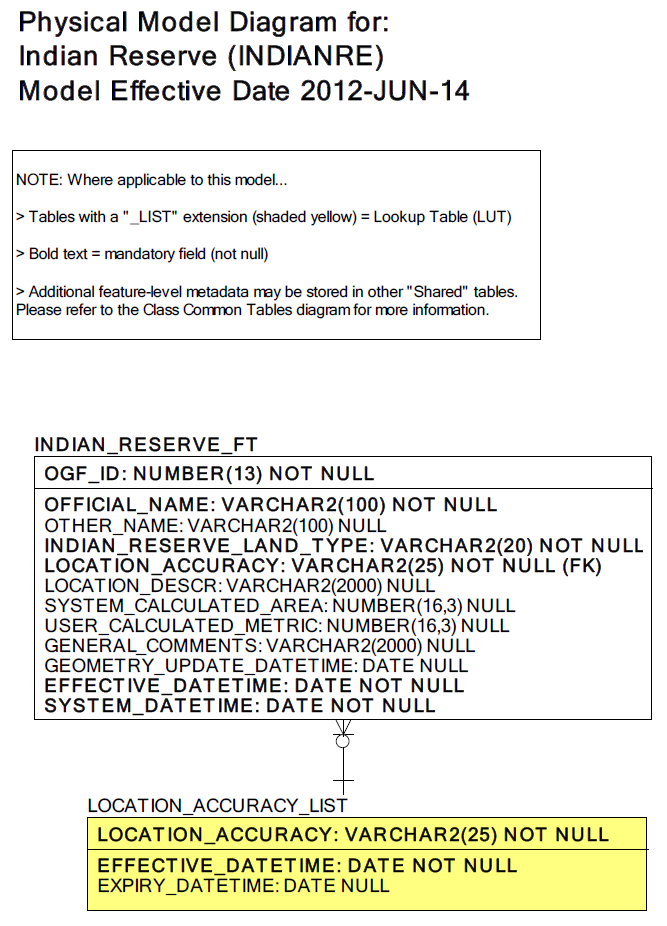 Physical Model Diagram for:
Indian Reserve (INDIANRE)
Model Effective Date 2012-JUN-14
NOTE: Where applicable to this model...
> Tables with a "_LIST" extension (shaded yellow) = Lookup Table (LUT)
> Bold text = mandatory field (not null)
> Additional feature-level metadata may be stored in other "Shared" tables.
Please refer to the Class Common Tables diagram for more information.
INDIAN_RESERVE_FT
OGF_ID: NUMBER(13) NOT NULL
OFFICIAL_NAME: VARCHAR2(100) NOT NULL
OTHER_NAME: VARCHAR2(100) NULL
INDIAN_RESERVE_LAND_TYPE: VARCHAR2(20) NOT NULL
LOCATION_ACCURACY: VARCHAR2(25) NOT NULL (FK)
LOCATION_DESCR: VARCHAR2(2000) NULL
SYSTEM_CALCULATED_AREA: NUMBER(16,3) NULL
USER_CALCULATED_METRIC: NUMBER(16,3) NULL
GENERAL_COMMENTS: VARCHAR2(2000) NULL
GEOMETRY_UPDATE_DATETIME: DATE NULL
EFFECTIVE_DATETIME: DATE NOT NULL
SYSTEM_DATETIME: DATE NOT NULL
LOCATION_ACCURACY_LIST
LOCATION_ACCURACY: VARCHAR2(25) NOT NULL
EFFECTIVE_DATETIME: DATE NOT NULL
EXPIRY_DATETIME: DATE NULL